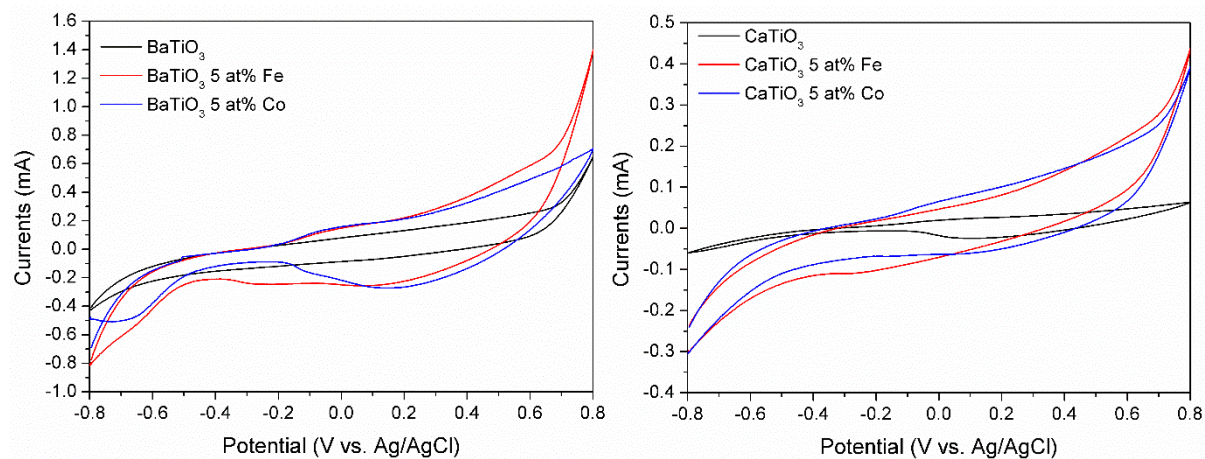 1.6
1.4
1.2
1.0
0.8
0.6
0.4
0.2
0.0
-0.2
-0.4
-0.6
-0.8
-1.0
Currents (mA)
BaTiO3
BaTiO3 5 at% Fe
BaTiO3 5 at% Co
-0.8 -0.6 -0.4 -0.2 0.0 0.2 0.4 0.6 0.8
Potential (V vs. Ag/AgCl)
0.5
0.4
0.3
0.2
0.1
0.0
-0.1
-0.2
-0.3
-0.4
Currents (mA)
CaTiO3
CaTiO3 5 at% Fe
CaTiO3 5 at% Co
-0.8 -0.6 -0.4 -0.2 0.0 0.2 0.4 0.6 0.8
Potential (V vs. Ag/AgCl)